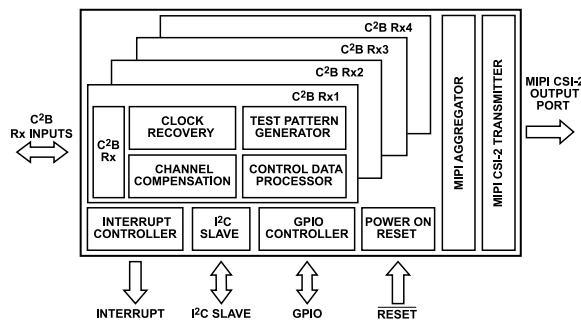 C²B Rx4
C²B Rx3
C²B Rx2
C²B Rx1
C²B
Rx INPUTS
C²B
Rx
CLOCK
RECOVERY
TEST PATTERN
GENERATOR
CHANNEL
COMPENSATION
CONTROL DATA
PROCESSOR
MIPI AGGREGATOR
MIPI CSI-2 TRANSMITTER
MIPI CSI-2
OUTPUT
PORT
INTERRUPT
CONTROLLER
I²C
SLAVE
GPIO
CONTROLLER
POWER ON
RESET
INTERRUPT
I²C SLAVE
GPIO
RESET